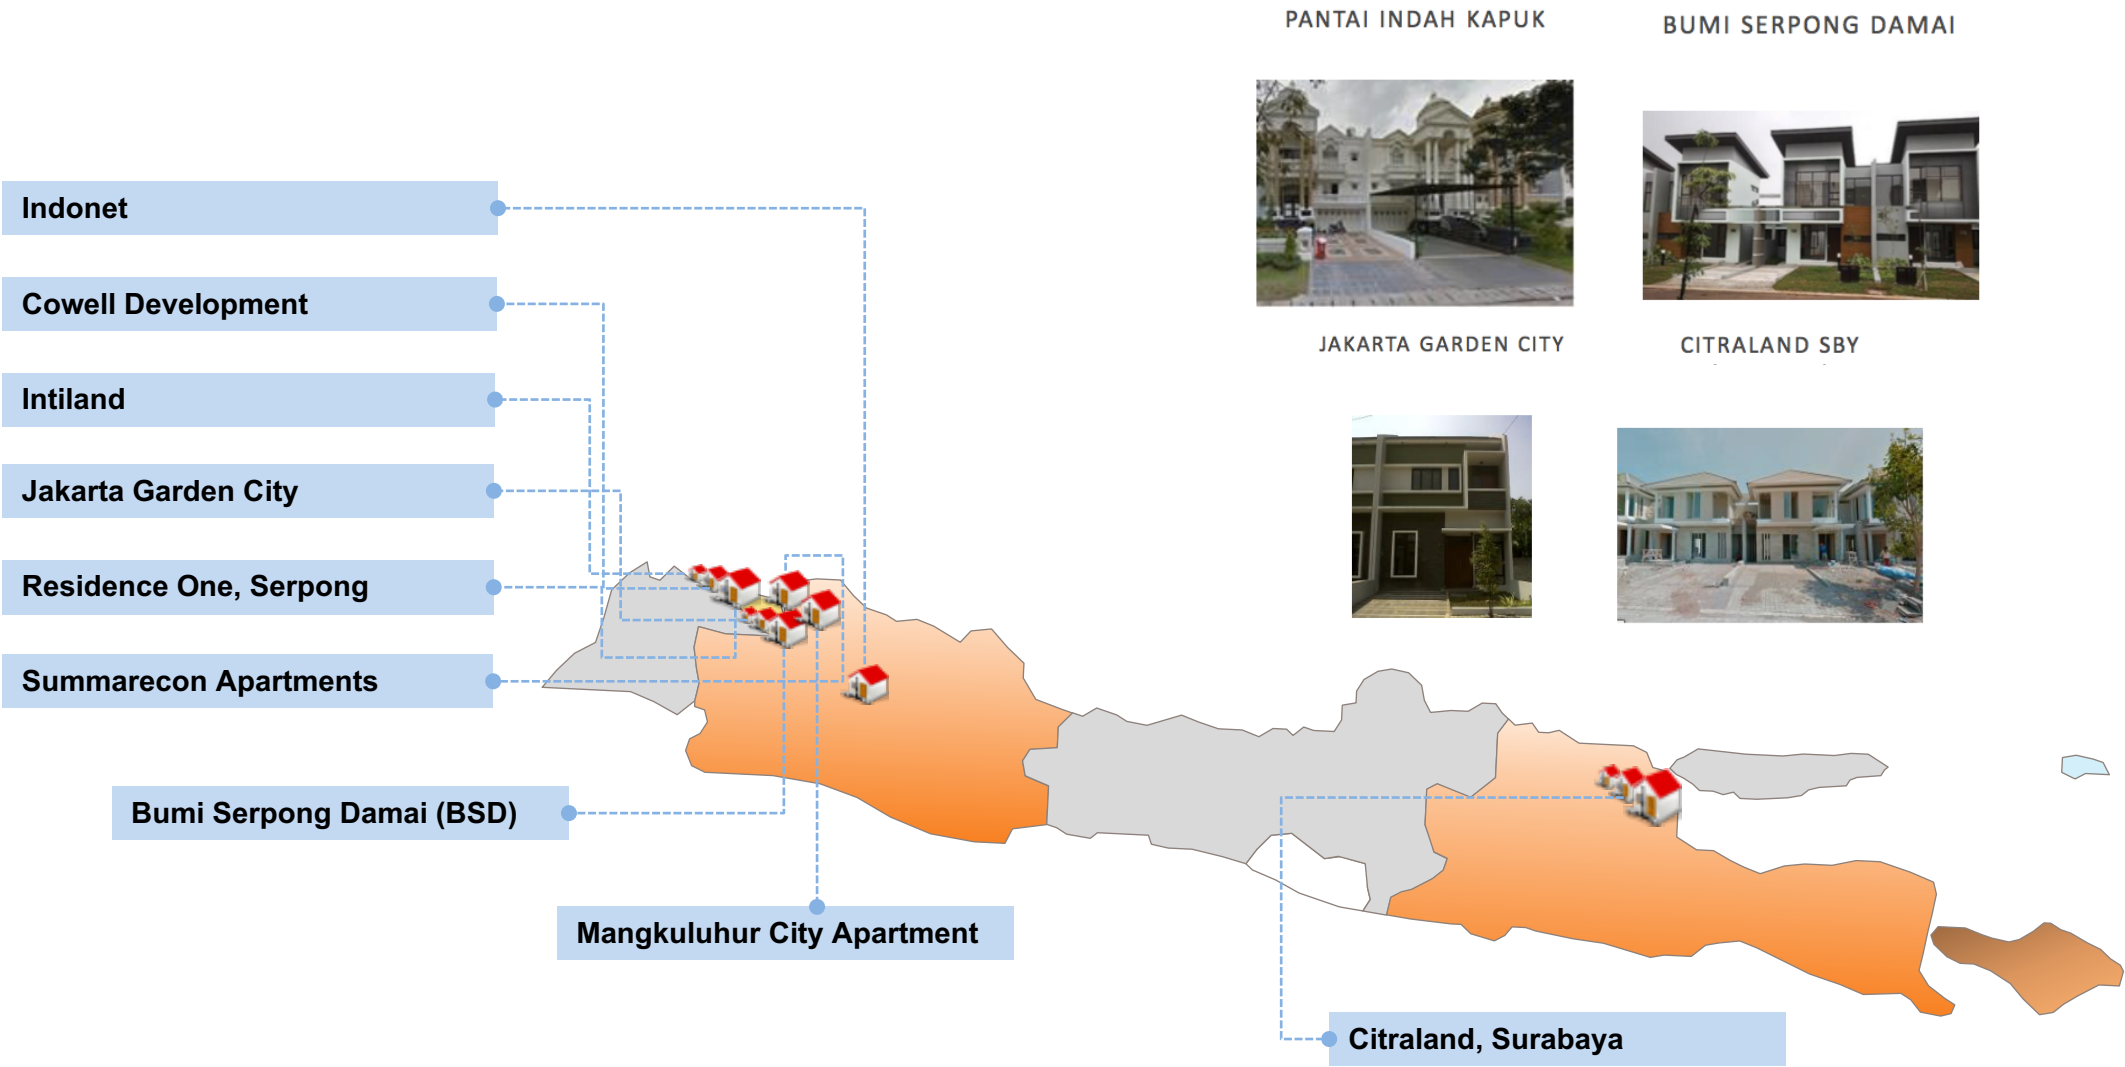 PANTAI INDAH KAPUK
BUMI SERPONG DAMAI
Indonet
Cowell Development
JAKARTA GARDEN CITY
CITRALAND SBY
Intiland
Jakarta Garden City
Residence One, Serpong
Summarecon Apartments
Bumi Serpong Damai (BSD)
Mangkuluhur City Apartment
Citraland, Surabaya